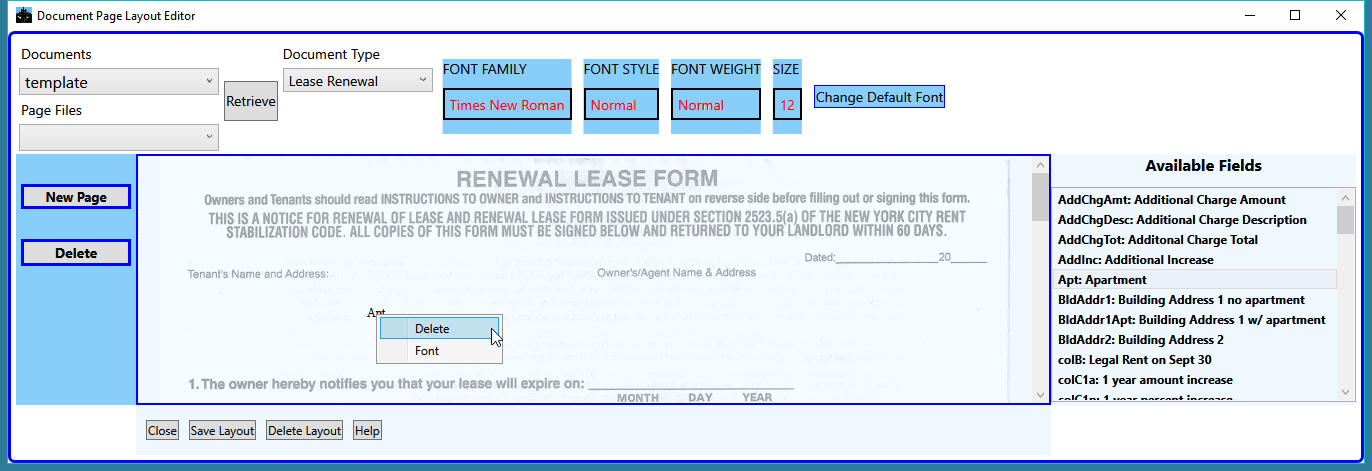 Document Page Layout Editor
Documents
template
Page Files
Retrieve
Document Type
Lease Renewal
FONT FAMILY
Times New Roman
FONT STYLE
Normal
FONT WEIGHT
Normal
SIZE
12
Change Default Font
New Page
Delete
RENEWAL LEASE FORM
Owners and Tenants should read INSTRUCTIONS TO OWNER and INSTRUCTIONS TO TENANT on reverse side before filling out or signing this form.
THIS IS A NOTICE FOR RENEWAL OF LEASE AND RENEWAL LEASE FORM ISSUED UNDER SECTION 2523.5(a) OF THE NEW YORK CITY RENT
STABILIZATION CODE. ALL COPIES OF THIS FORM MUST BE SIGNED BELOW AND RETURNED TO YOUR LANDLORD WITHIN 60 DAYS.
Dated:_______________20_____
Tenant's Name and Address:
Owner's/Agent Name & Address
Apt
Delete
Font
1. The owner hereby notifies you that your lease will expire on: ______________________________
MONTH DAY YEAR
Available Fields
AddChgAmt: Additional Charge Amount
AddChgDesc: Additional Charge Description
AddChgTot: Additonal Charge Total
AddInc: Additional Increase
Apt: Apartment
BldAddr1: Building Address 1 no apartment
BldAddr1Apt: Building Address 1 w/ apartment
BldAddr2: Building Address 2
colB: Legal Rent on Sept 30
colC1a: 1 year amount increase
colC1p: 1 year percent increase
Close
Save Layout
Delete Layout
Help